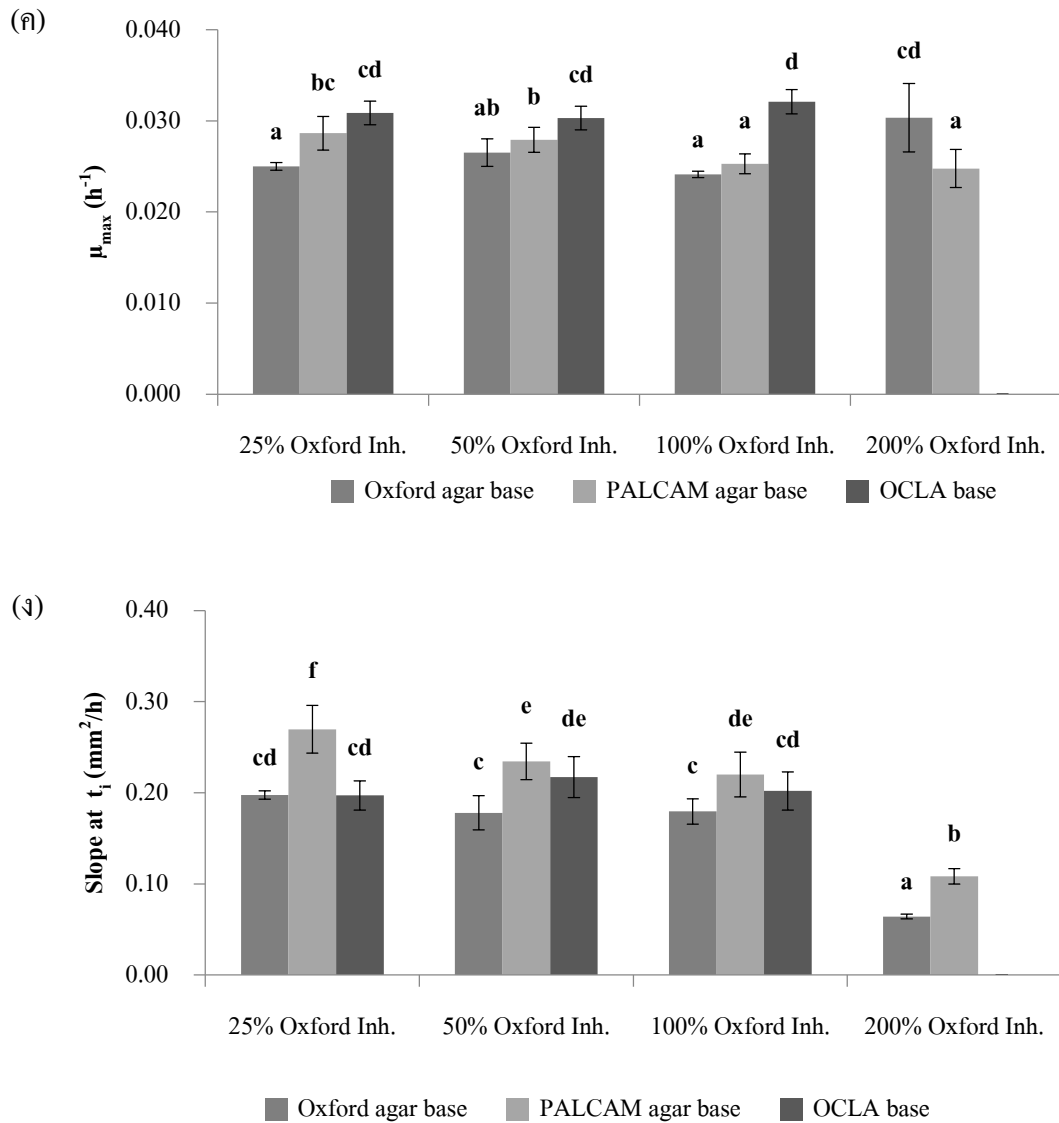 (ค)
0.040
0.030
0.020
0.010
0.000
μmax (h⁻¹)
a bc cd ab b cd a a d cd a
25% Oxford Inh. 50% Oxford Inh. 100% Oxford Inh. 200% Oxford Inh.
Oxford agar base PALCAM agar base OCLA base
(ง)
0.40
0.30
0.20
0.10
0.00
Slope at ti (mm²/h)
cd f cd c e de c de cd a b
25% Oxford Inh. 50% Oxford Inh. 100% Oxford Inh. 200% Oxford Inh.
Oxford agar base PALCAM agar base OCLA base